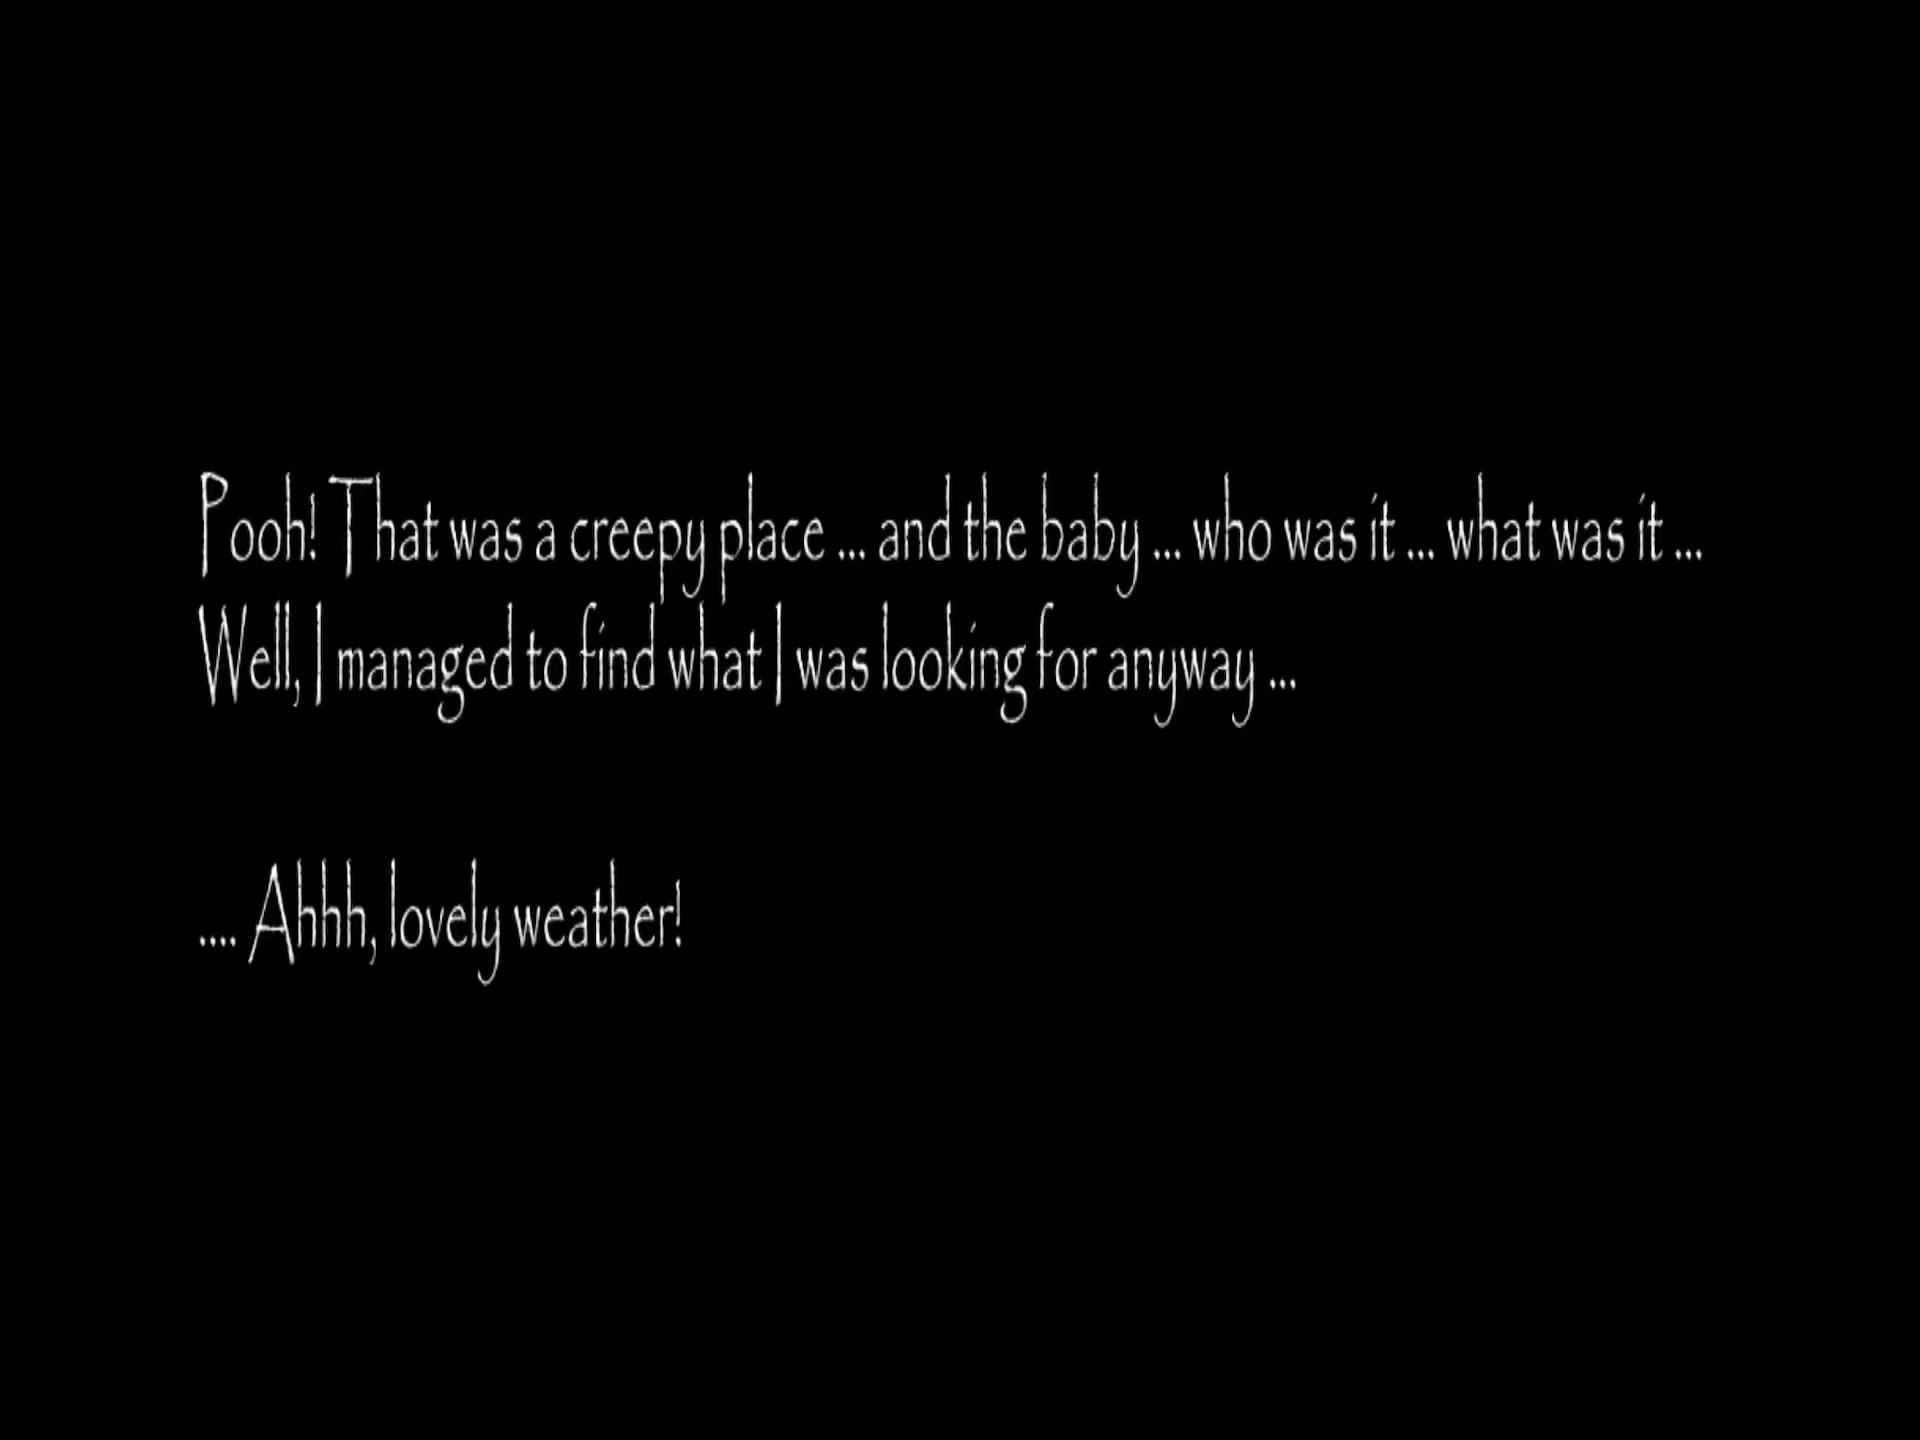 Pooh! That was a creepy place ... and the baby ... who was it ... what was it ...
Well, I managed to find what I was looking for anyway ...
.... Ahhh, lovely weather!